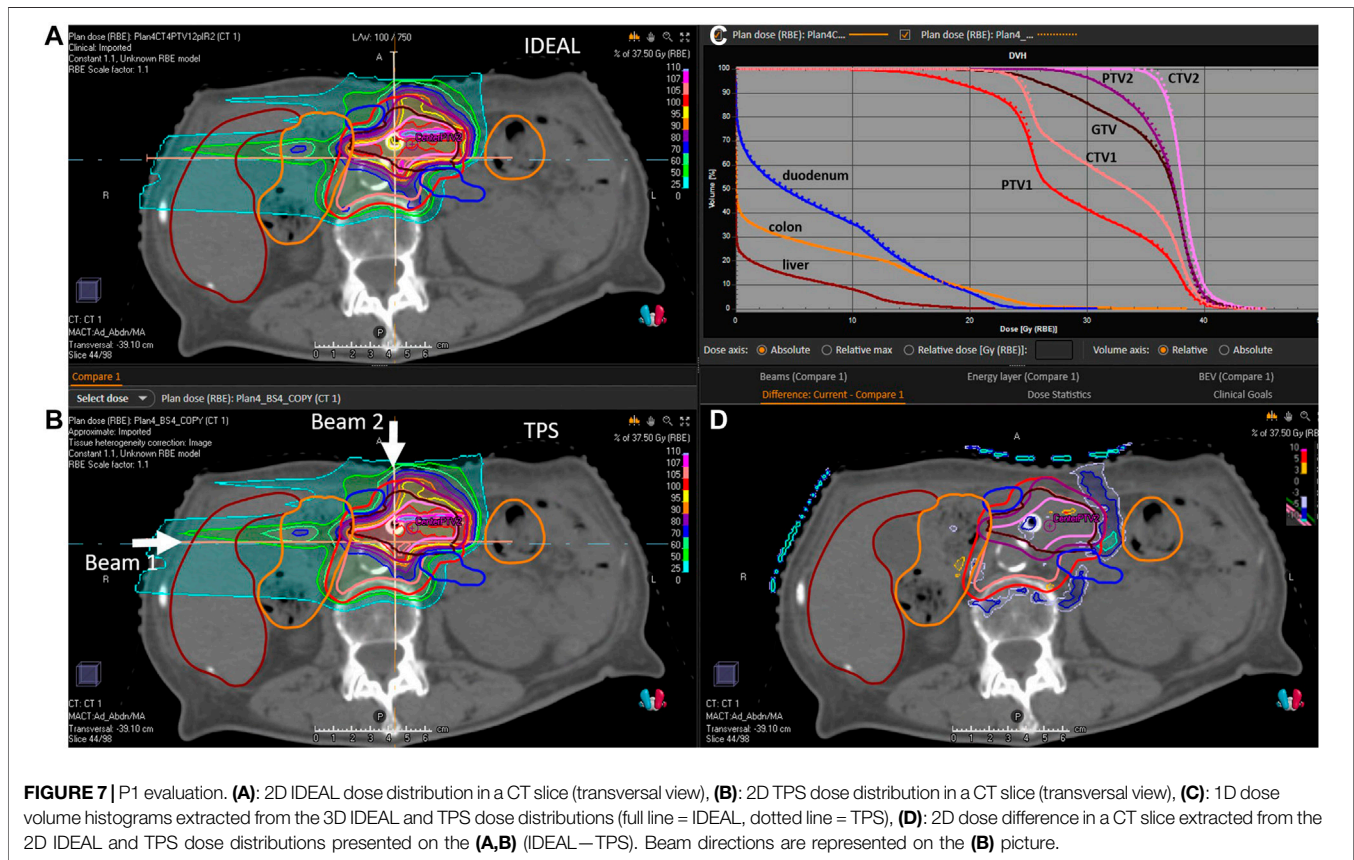 A
Plan dose (RBE): Plan4CT4PTV12pIR2 (CT 1)
Clinical: Imported
Constant 1.1, Unknown RBE model
RBE Scale factor: 1.1
L/W: 100 / 750
A
IDEAL
% of 37.50 Gy (RBE)
110
107
105
100
95
90
80
70
60
50
25
0
R
L
P
CT: CT 1
MACT:Ad_Abdn/MA
Transversal: -39.10 cm
Slice 44/98
0 1 2 3 4 5 6 cm
Compare 1
Select dose
Plan dose (RBE): Plan4_BS4_COPY (CT 1)
B
Plan dose (RBE): Plan4_BS4_COPY (CT 1)
Approximate: Imported
Tissue heterogeneity correction: Image
Constant 1.1, Unknown RBE model
RBE Scale factor: 1.1
Beam 2
A
TPS
% of 37.50 Gy (RBE)
110
107
105
100
95
90
80
70
60
50
25
0
Beam 1
R
L
P
CT: CT 1
MACT:Ad_Abdn/MA
Transversal: -39.10 cm
Slice 44/98
0 1 2 3 4 5 6 cm
C
Plan dose (RBE): Plan4C...
Plan dose (RBE): Plan4_...
DVH
100
90
80
70
60
50
40
30
20
10
0
Volume [%]
PTV2
CTV2
GTV
CTV1
PTV1
duodenum
colon
liver
0 10 20 30 40
Dose [Gy (RBE)]
Dose axis: Absolute Relative max Relative dose [Gy (RBE)]: Volume axis: Relative Absolute
Beams (Compare 1) Energy layer (Compare 1) BEV (Compare 1)
Difference: Current - Compare 1 Dose Statistics Clinical Goals
D
A
% of 37.50 Gy (RB
10
5
3
0
-3
-5
R
L
P
CT: CT 1
MACT:Ad_Abdn/MA
Transversal: -39.10 cm
Slice 44/98
0 1 2 3 4 5 6 cm
FIGURE 7 | P1 evaluation. (A): 2D IDEAL dose distribution in a CT slice (transversal view), (B): 2D TPS dose distribution in a CT slice (transversal view), (C): 1D dose
volume histograms extracted from the 3D IDEAL and TPS dose distributions (full line = IDEAL, dotted line = TPS), (D): 2D dose difference in a CT slice extracted from the
2D IDEAL and TPS dose distributions presented on the (A,B) (IDEAL—TPS). Beam directions are represented on the (B) picture.